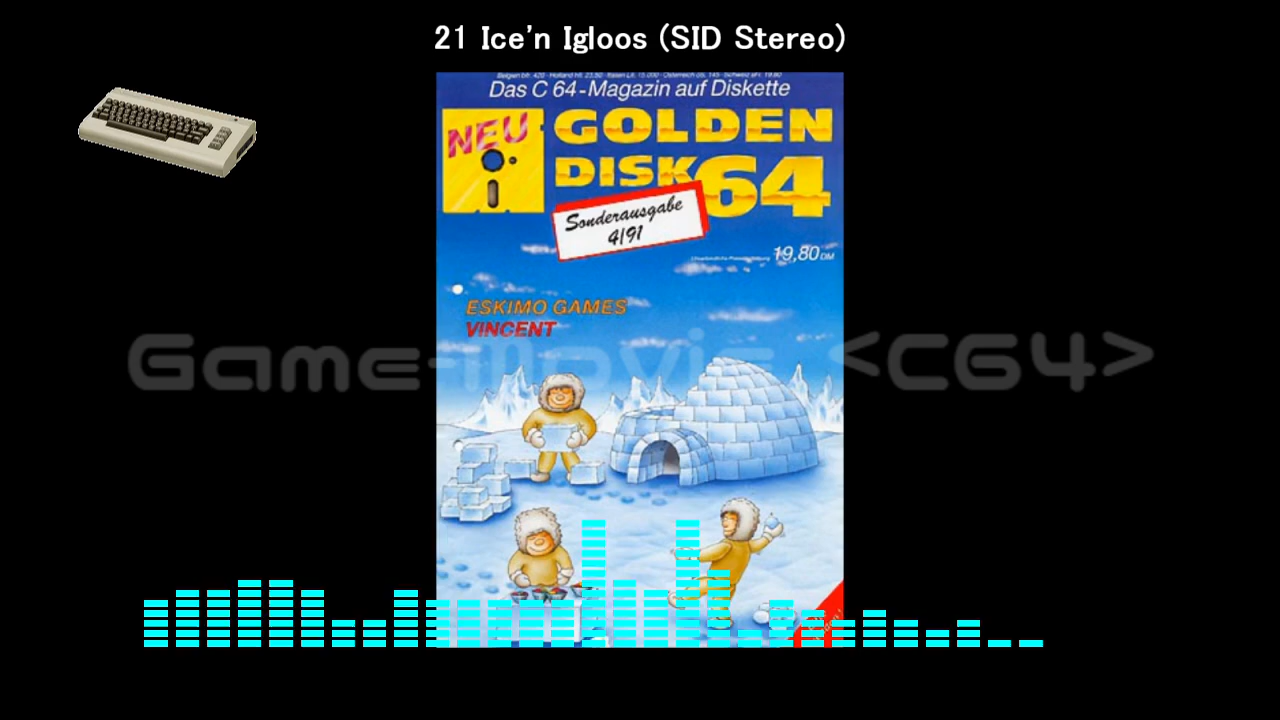 21 Ice'n Igloos (SID Stereo)
Das C 64-Magazin auf Diskette
NEU
GOLDEN
DISK 64
Sonderausgabe
4/91
19,80 DM
ESKIMO GAMES
VINCENT
Game-Movie <C64>